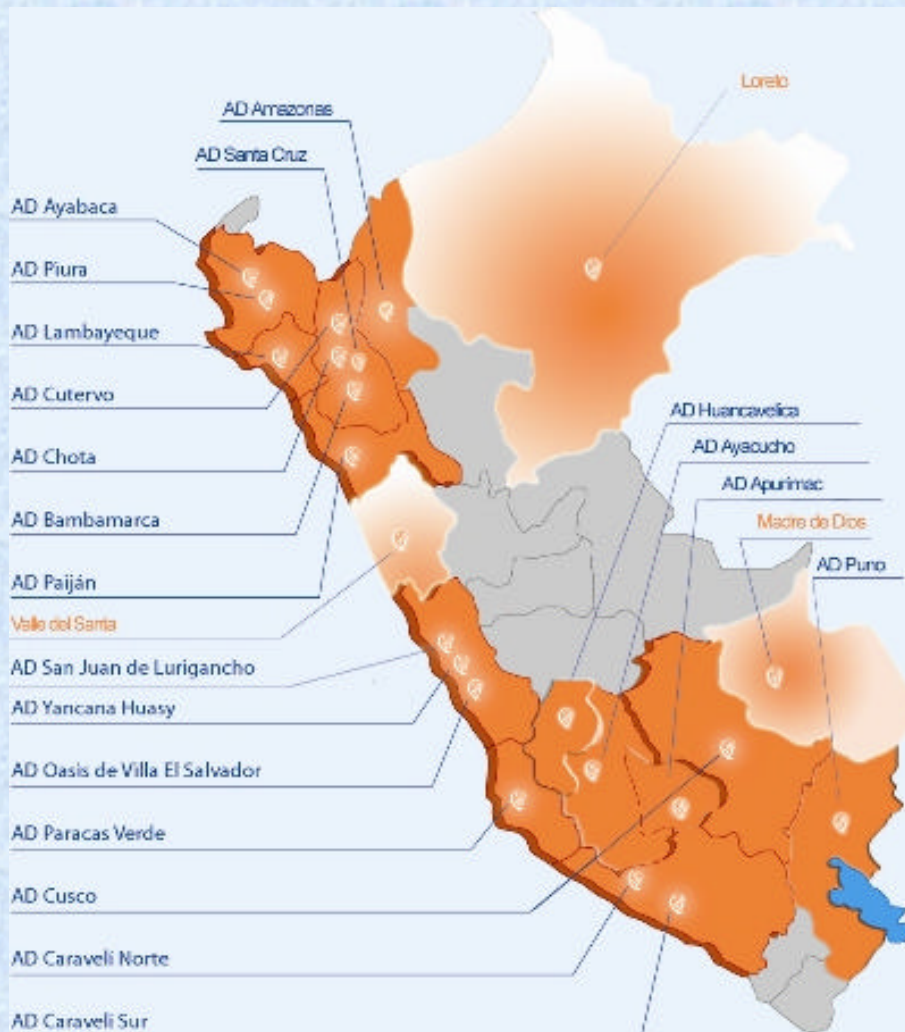 Loreto
AD Amazonas
AD Santa Cruz
AD Ayabaca
AD Piura
AD Lambayeque
AD Cutervo
AD Chota
AD Bambamarca
AD Paiján
Valle del Santa
AD San Juan de Lurigancho
AD Yancana Huasy
AD Oasis de Villa El Salvador
AD Paracas Verde
AD Cusco
AD Caraveli Norte
AD Caraveli Sur
AD Huancavelica
AD Ayacucho
AD Apurimac
Madre de Dios
AD Puno